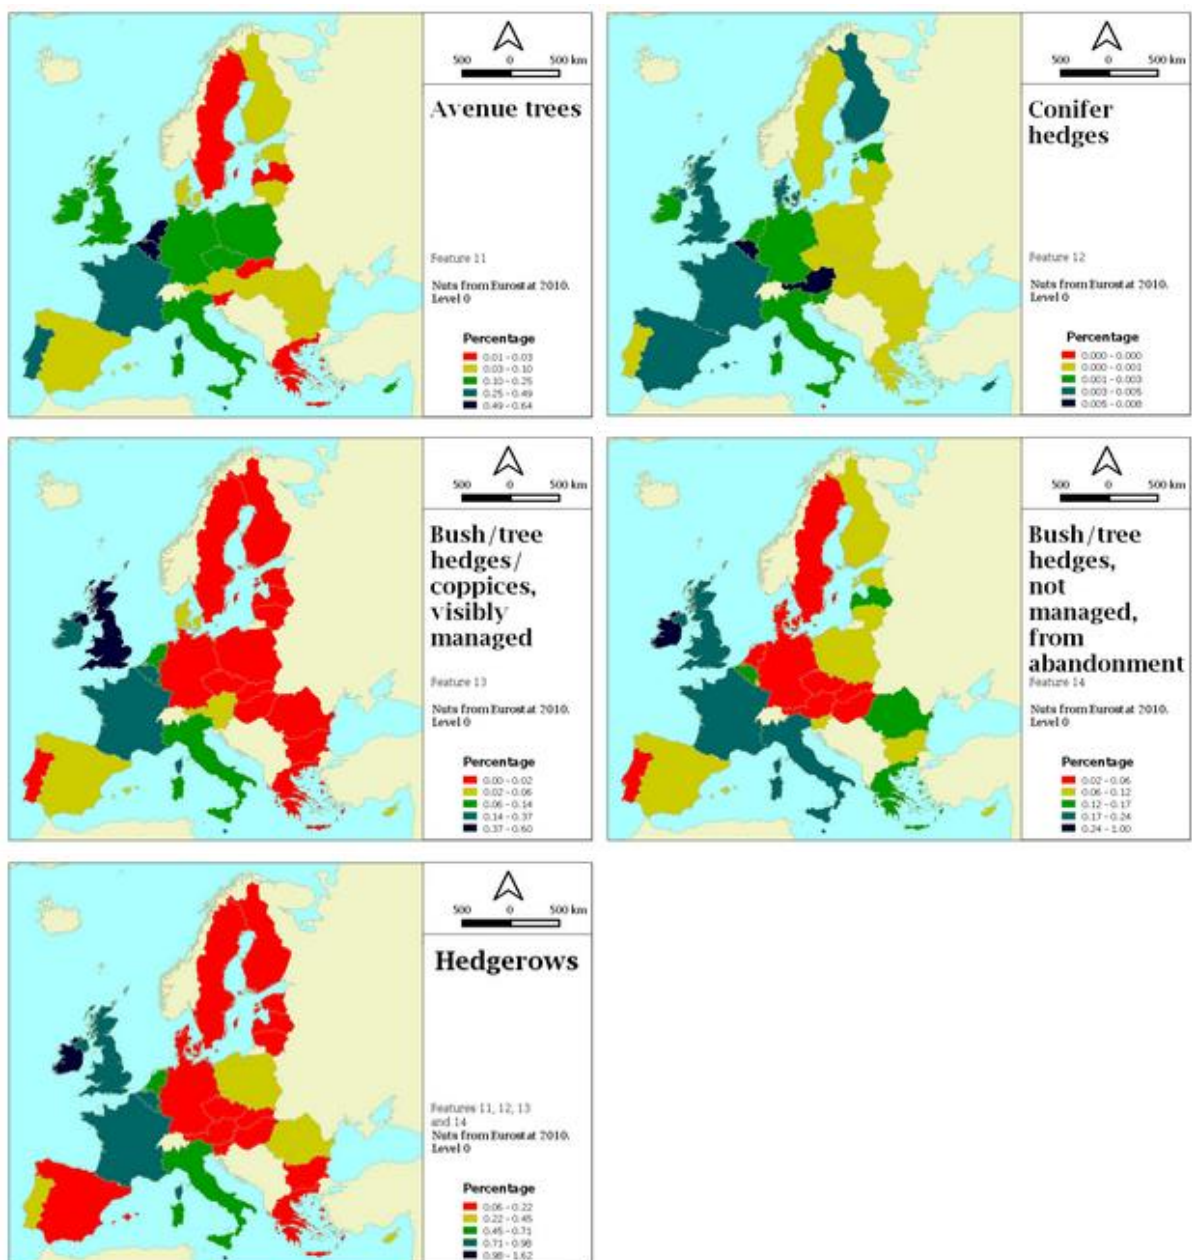 500 0 500 km
Avenue trees
Feature 11
Nuts from Eurostat 2010.
Level 0
Percentage
0.01 - 0.03
0.03 - 0.10
0.10 - 0.25
0.25 - 0.49
0.49 - 0.64
500 0 500 km
Conifer
hedges
Feature 12
Nuts from Eurostat 2010.
Level 0
Percentage
0.000 - 0.000
0.000 - 0.001
0.001 - 0.003
0.003 - 0.005
0.005 - 0.008
500 0 500 km
Bush/tree
hedges/
coppices,
visibly
managed
Feature 13
Nuts from Eurostat 2010.
Level 0
Percentage
0.00 - 0.02
0.02 - 0.06
0.06 - 0.14
0.14 - 0.37
0.37 - 0.60
500 0 500 km
Bush/tree
hedges,
not
managed,
from
abandonment
Feature 14
Nuts from Eurostat 2010.
Level 0
Percentage
0.02 - 0.06
0.06 - 0.12
0.12 - 0.17
0.17 - 0.24
0.24 - 1.00
500 0 500 km
Hedgerows
Features 11, 12, 13
and 14
Nuts from Eurostat 2010.
Level 0
Percentage
0.06 - 0.22
0.22 - 0.45
0.45 - 0.71
0.71 - 0.98
0.98 - 1.62